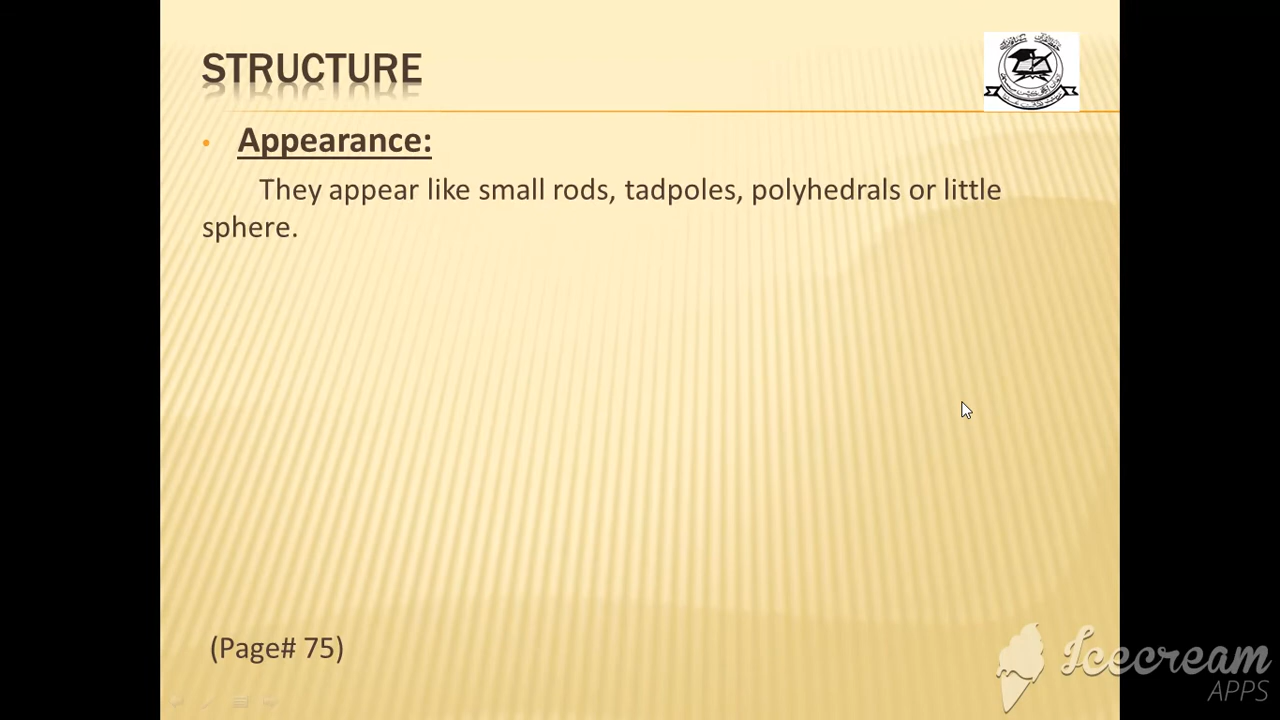 STRUCTURE
• Appearance:
They appear like small rods, tadpoles, polyhedrals or little
sphere.
(Page# 75)
Icecream
APPS